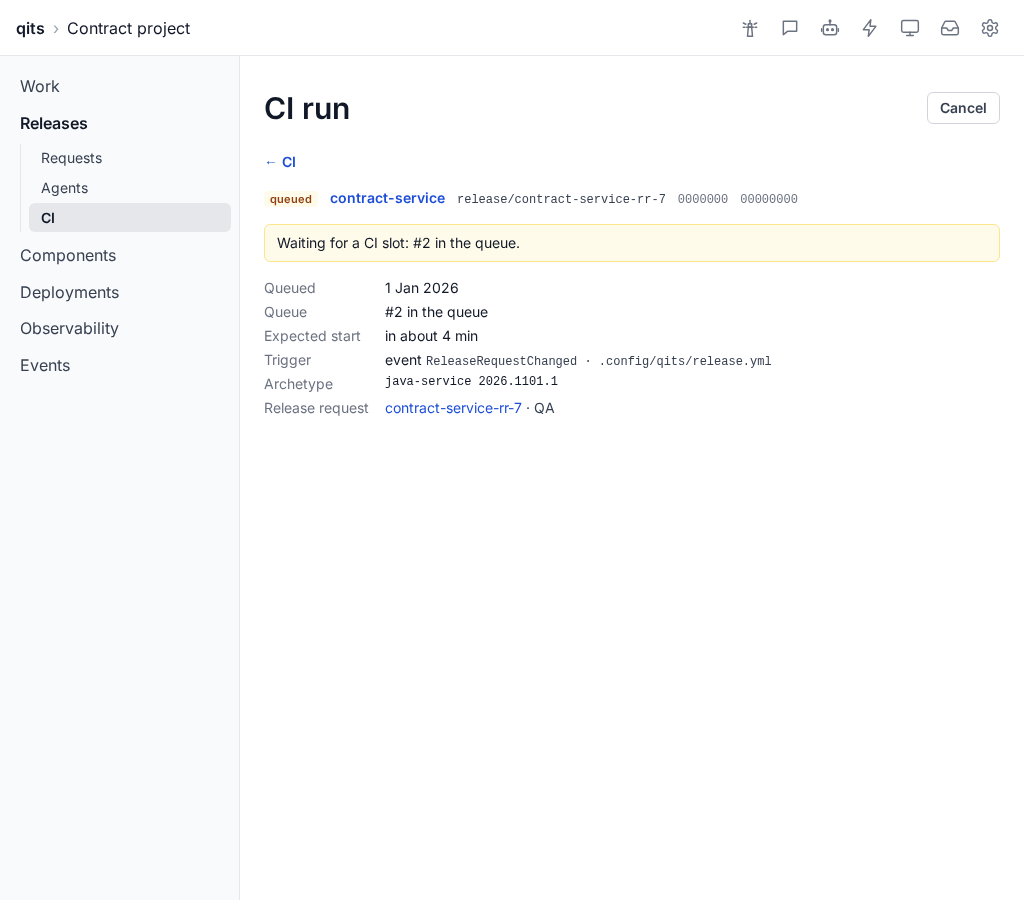 qits › Contract project
Work
Releases
Requests
Agents
CI
Components
Deployments
Observability
Events
CI run
Cancel
← CI
queued contract-service release/contract-service-rr-7 0000000 00000000
Waiting for a CI slot: #2 in the queue.
Queued 1 Jan 2026
Queue #2 in the queue
Expected start in about 4 min
Trigger event ReleaseRequestChanged · .config/qits/release.yml
Archetype java-service 2026.1101.1
Release request contract-service-rr-7 · QA